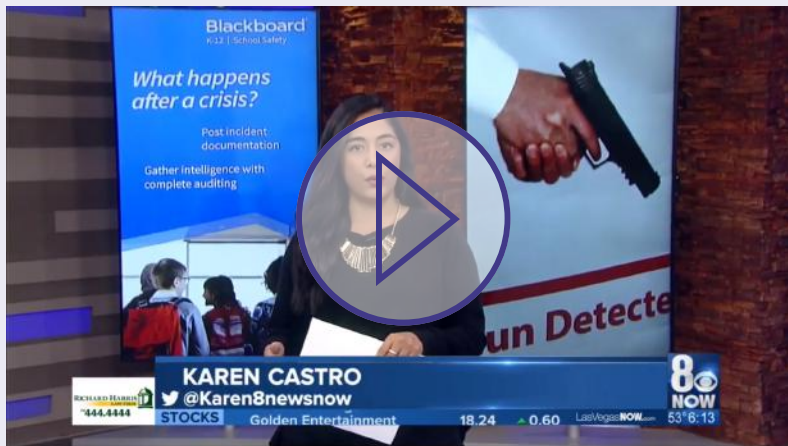 Blackboard
K-12 | School Safety
What happens
after a crisis?
Post incident
documentation
Gather intelligence with
complete auditing
un Detecte
KAREN CASTRO
@Karen8newsnow
8
NOW
RICHARD HARRIS
LAW FIRM
444.4444
STOCKS
Golden Entertainment
18.24
0.60
LasVegasNOW.com
53° 6:13